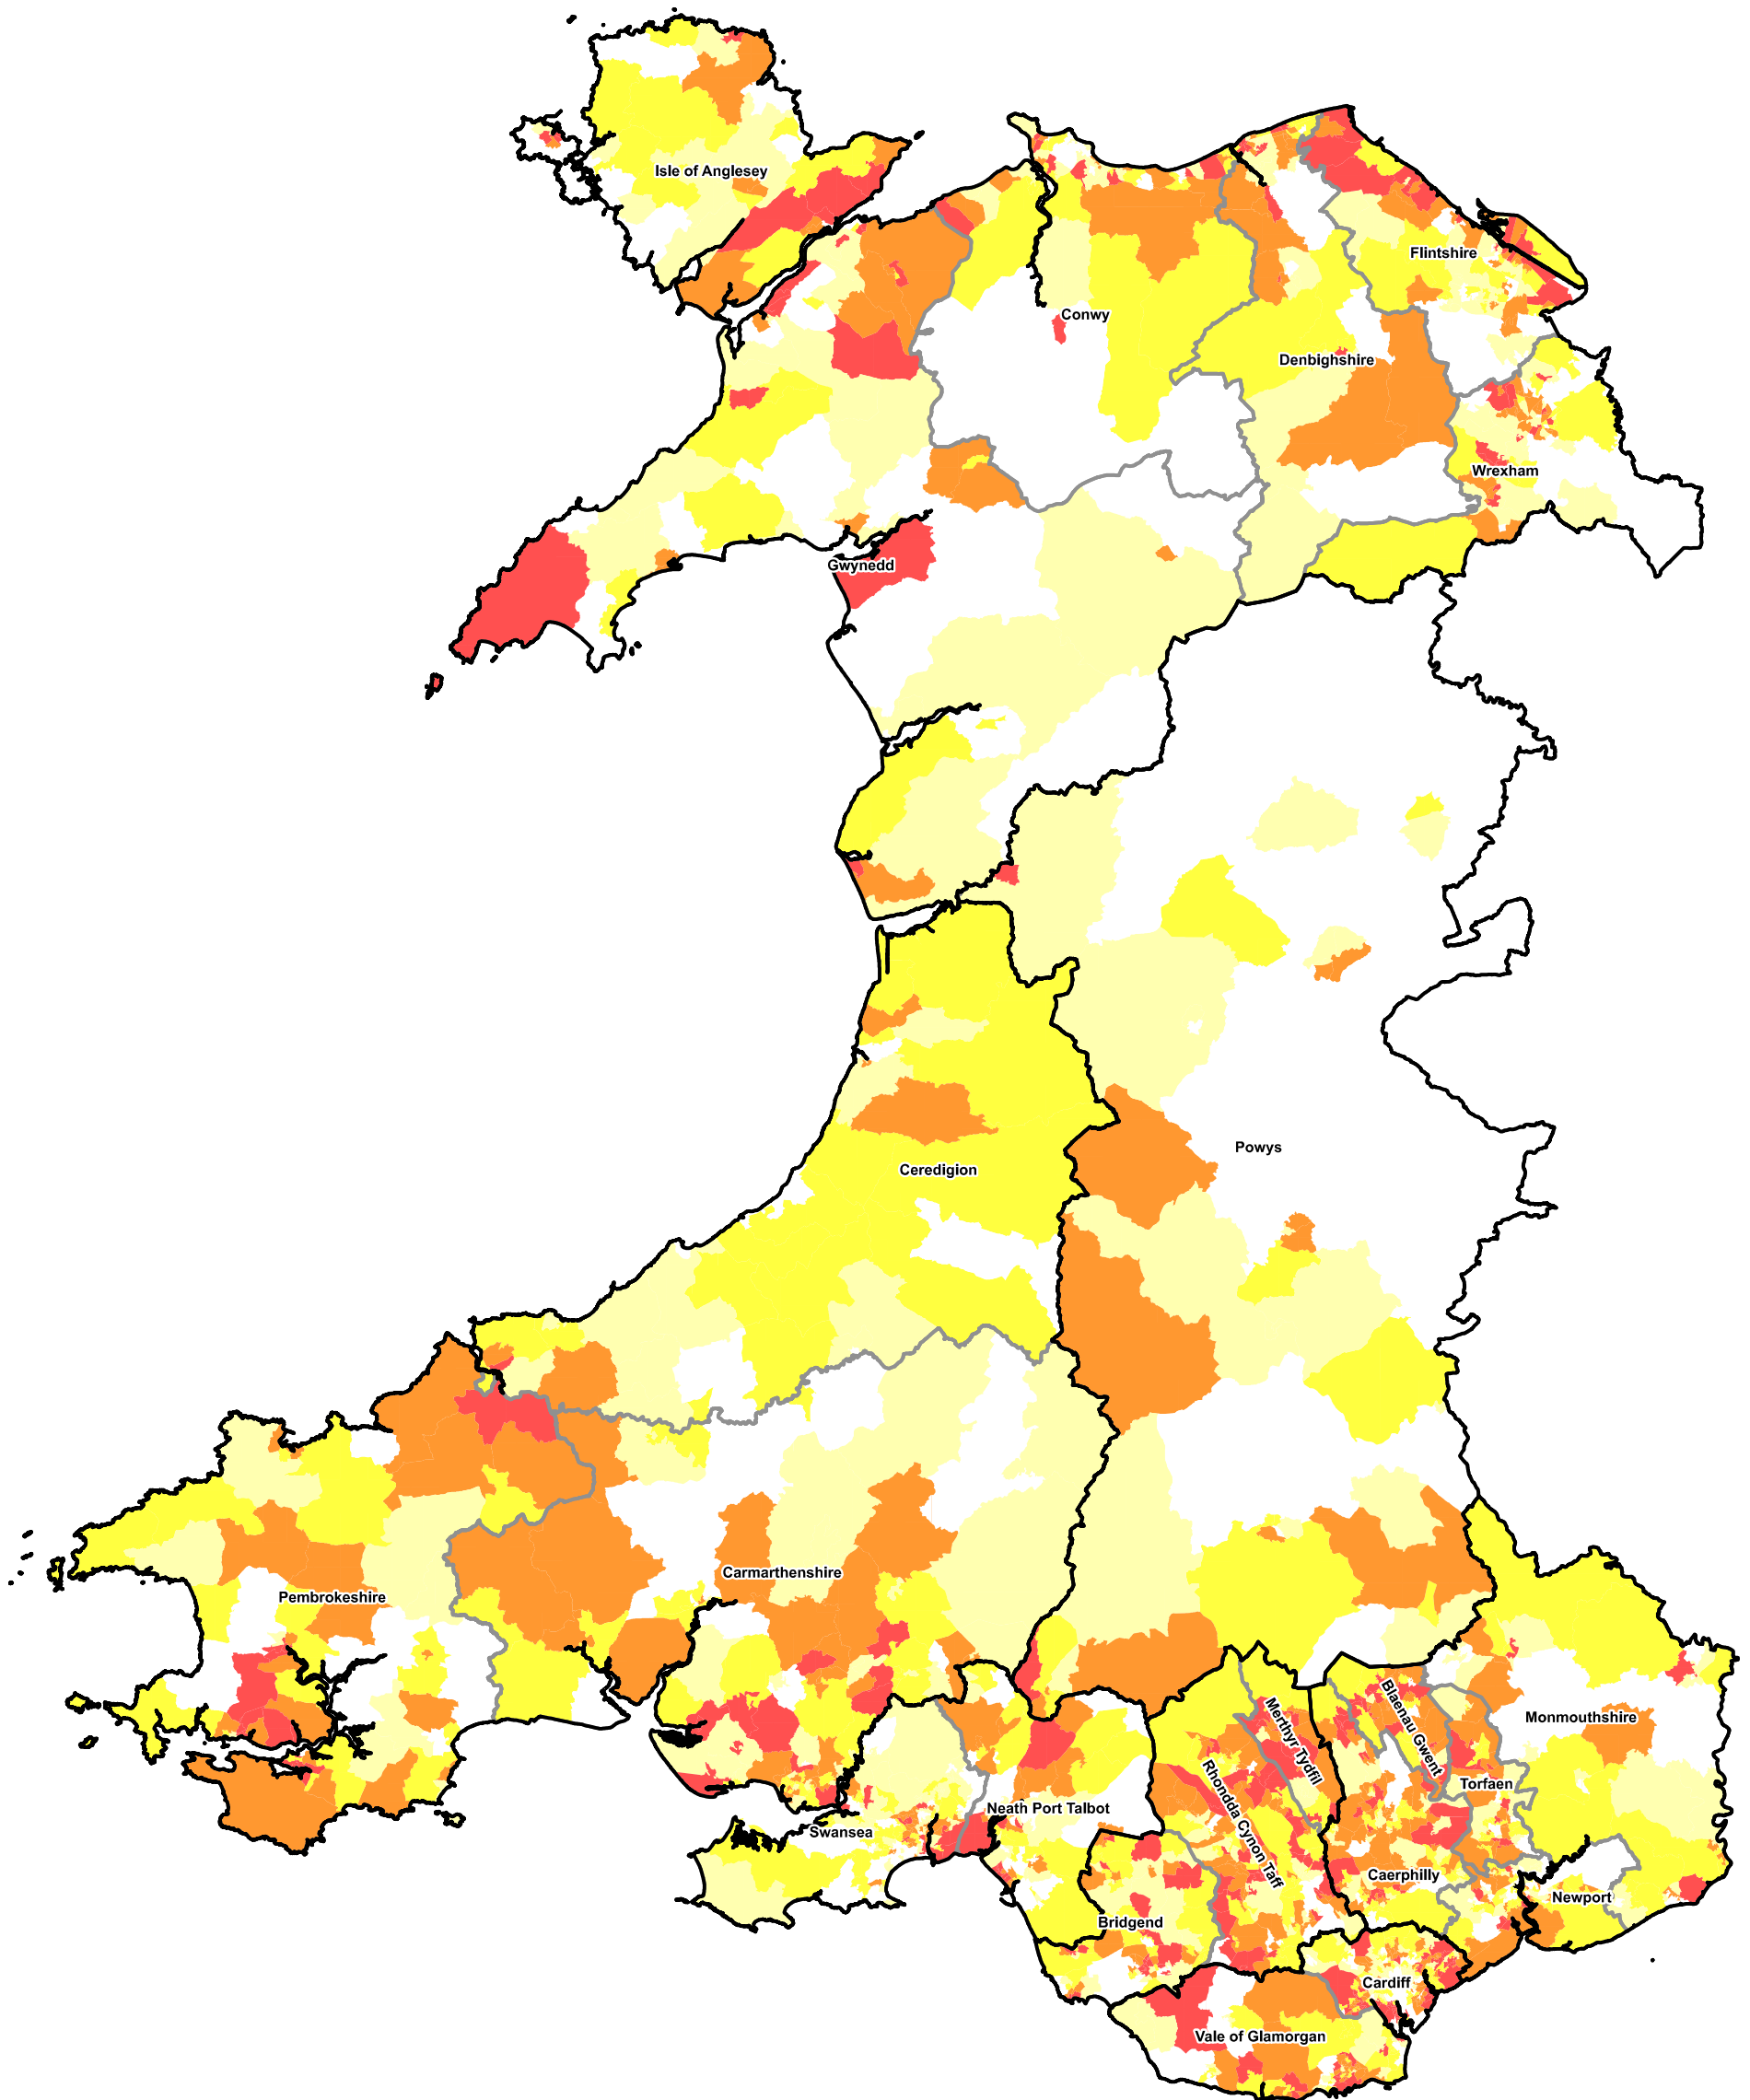 Isle of Anglesey
Flintshire
Conwy
Denbighshire
Wrexham
Gwynedd
Powys
Ceredigion
Carmarthenshire
Pembrokeshire
Monmouthshire
Blaenau Gwent
Merthyr Tydfil
Torfaen
Rhondda Cynon Taff
Neath Port Talbot
Swansea
Caerphilly
Newport
Bridgend
Cardiff
Vale of Glamorgan